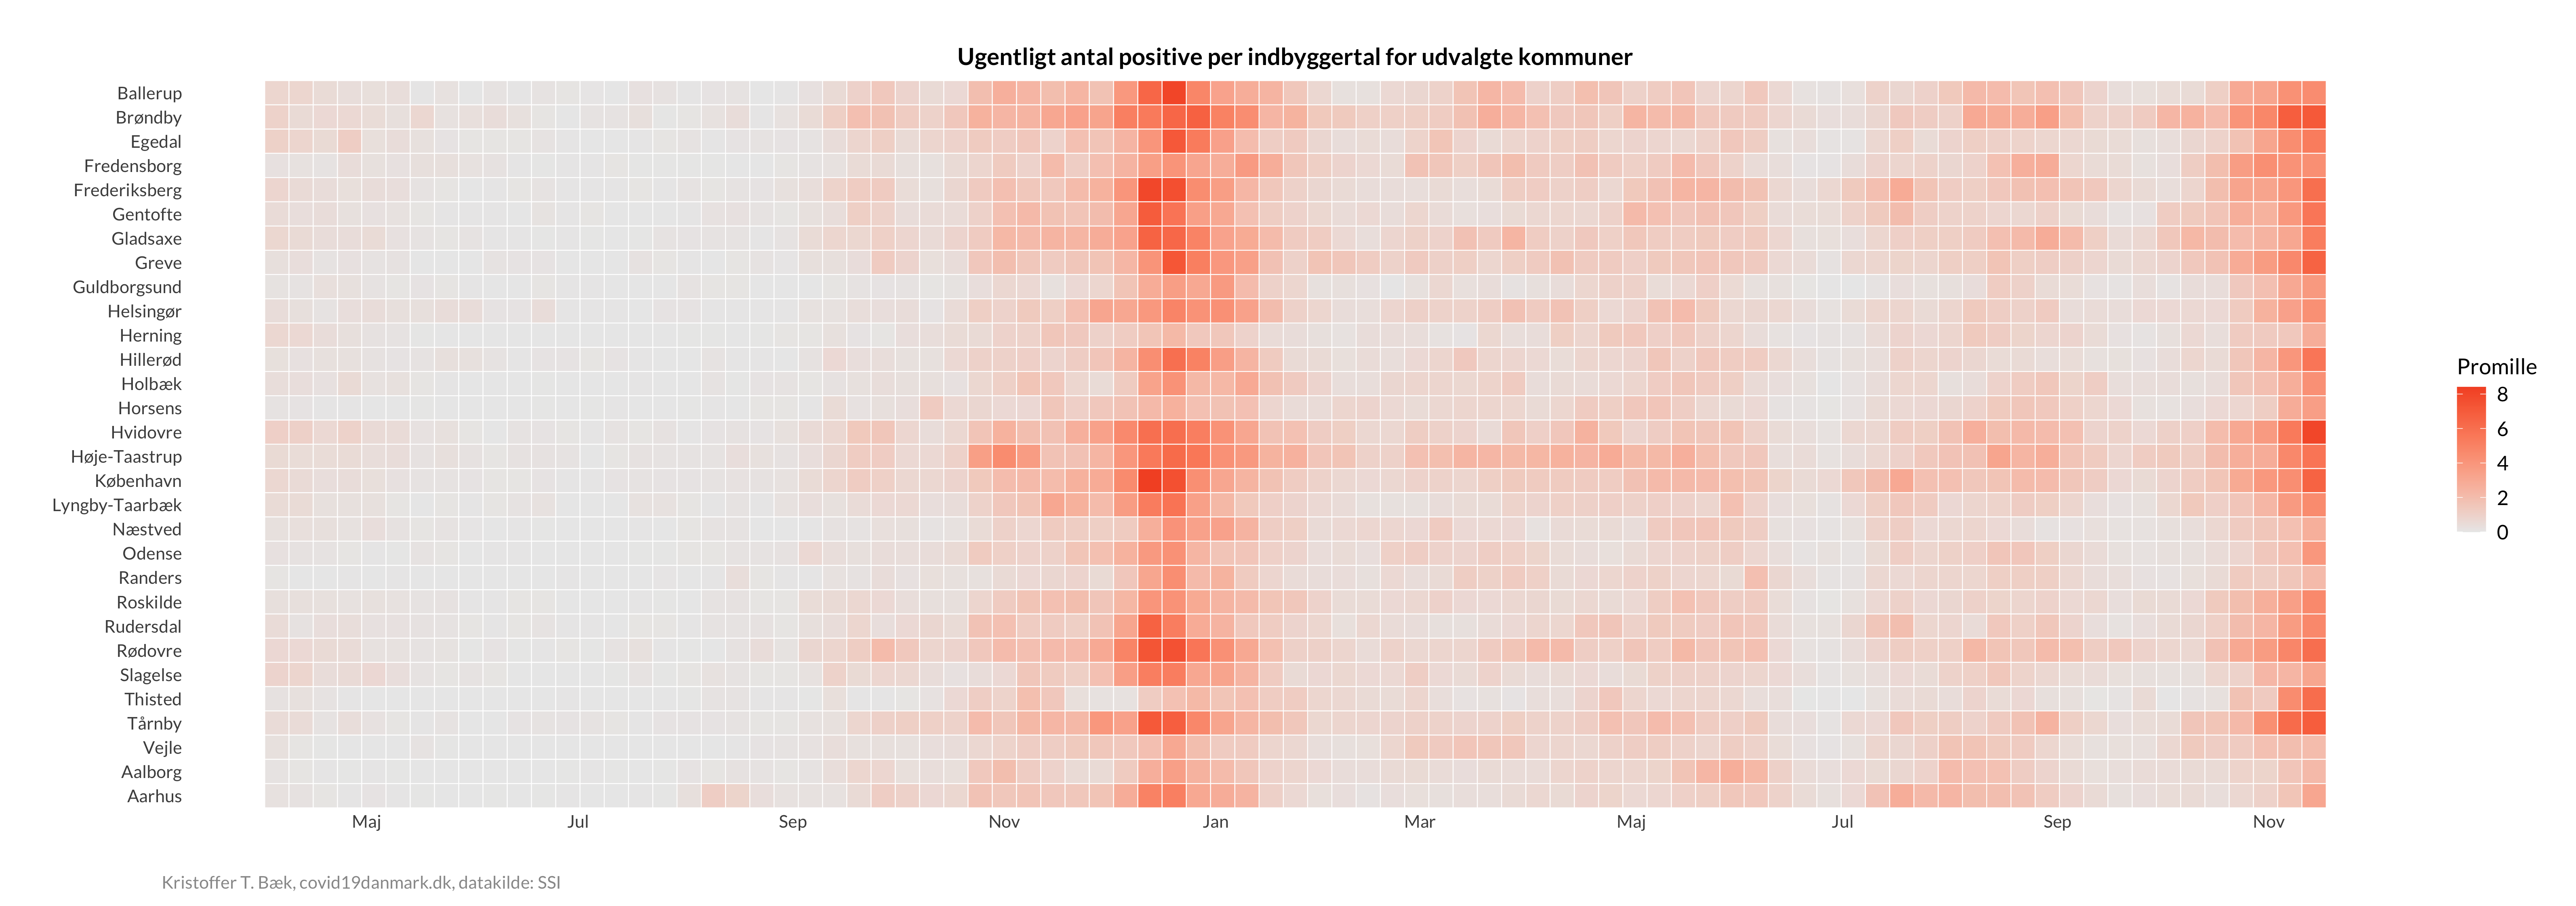 Ugentligt antal positive per indbyggertal for udvalgte kommuner
Ballerup
Brøndby
Egedal
Fredensborg
Frederiksberg
Gentofte
Gladsaxe
Greve
Guldborgsund
Helsingør
Herning
Hillerød
Holbæk
Horsens
Hvidovre
Høje-Taastrup
København
Lyngby-Taarbæk
Næstved
Odense
Randers
Roskilde
Rudersdal
Rødovre
Slagelse
Thisted
Tårnby
Vejle
Aalborg
Aarhus
Maj Jul Sep Nov Jan Mar Maj Jul Sep Nov
Promille
8
6
4
2
0
Kristoffer T. Bæk, covid19danmark.dk, datakilde: SSI